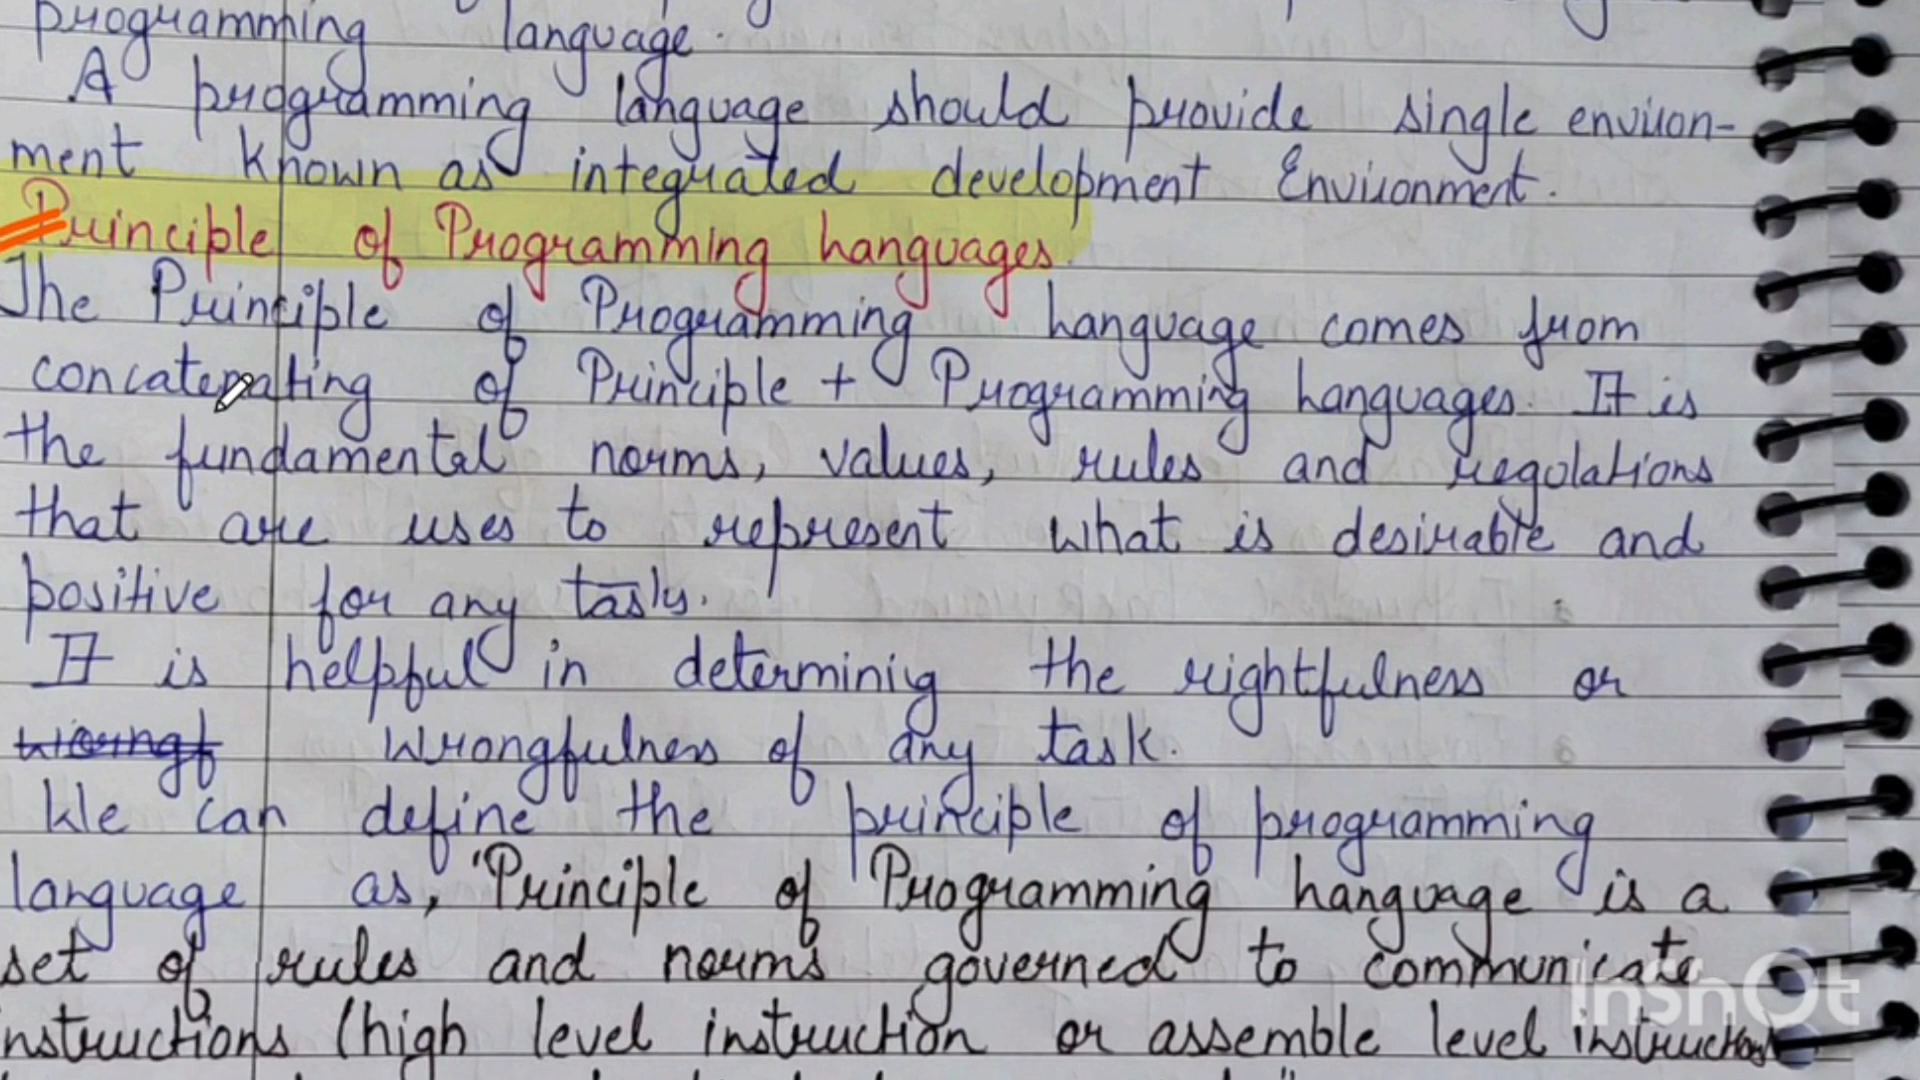 programming language.
A programming language should provide single environ-
ment known as integrated development Environment.
Principle of Programming Languages.
The Principle of Programming Language comes from
concatenating of Principle + Programming Languages. It is
the fundamental norms, values, rules and regolations
that are uses to represent what is desirable and
positive for any task.
It is helpful in determinig the rightfulness or
Wrongfulness of any task.
We can define the principle of programming
language as, "Principle of Programming Language is a
set of rules and norms governed to communicate
instructions (high level instruction or assemble level instruction
InShOt